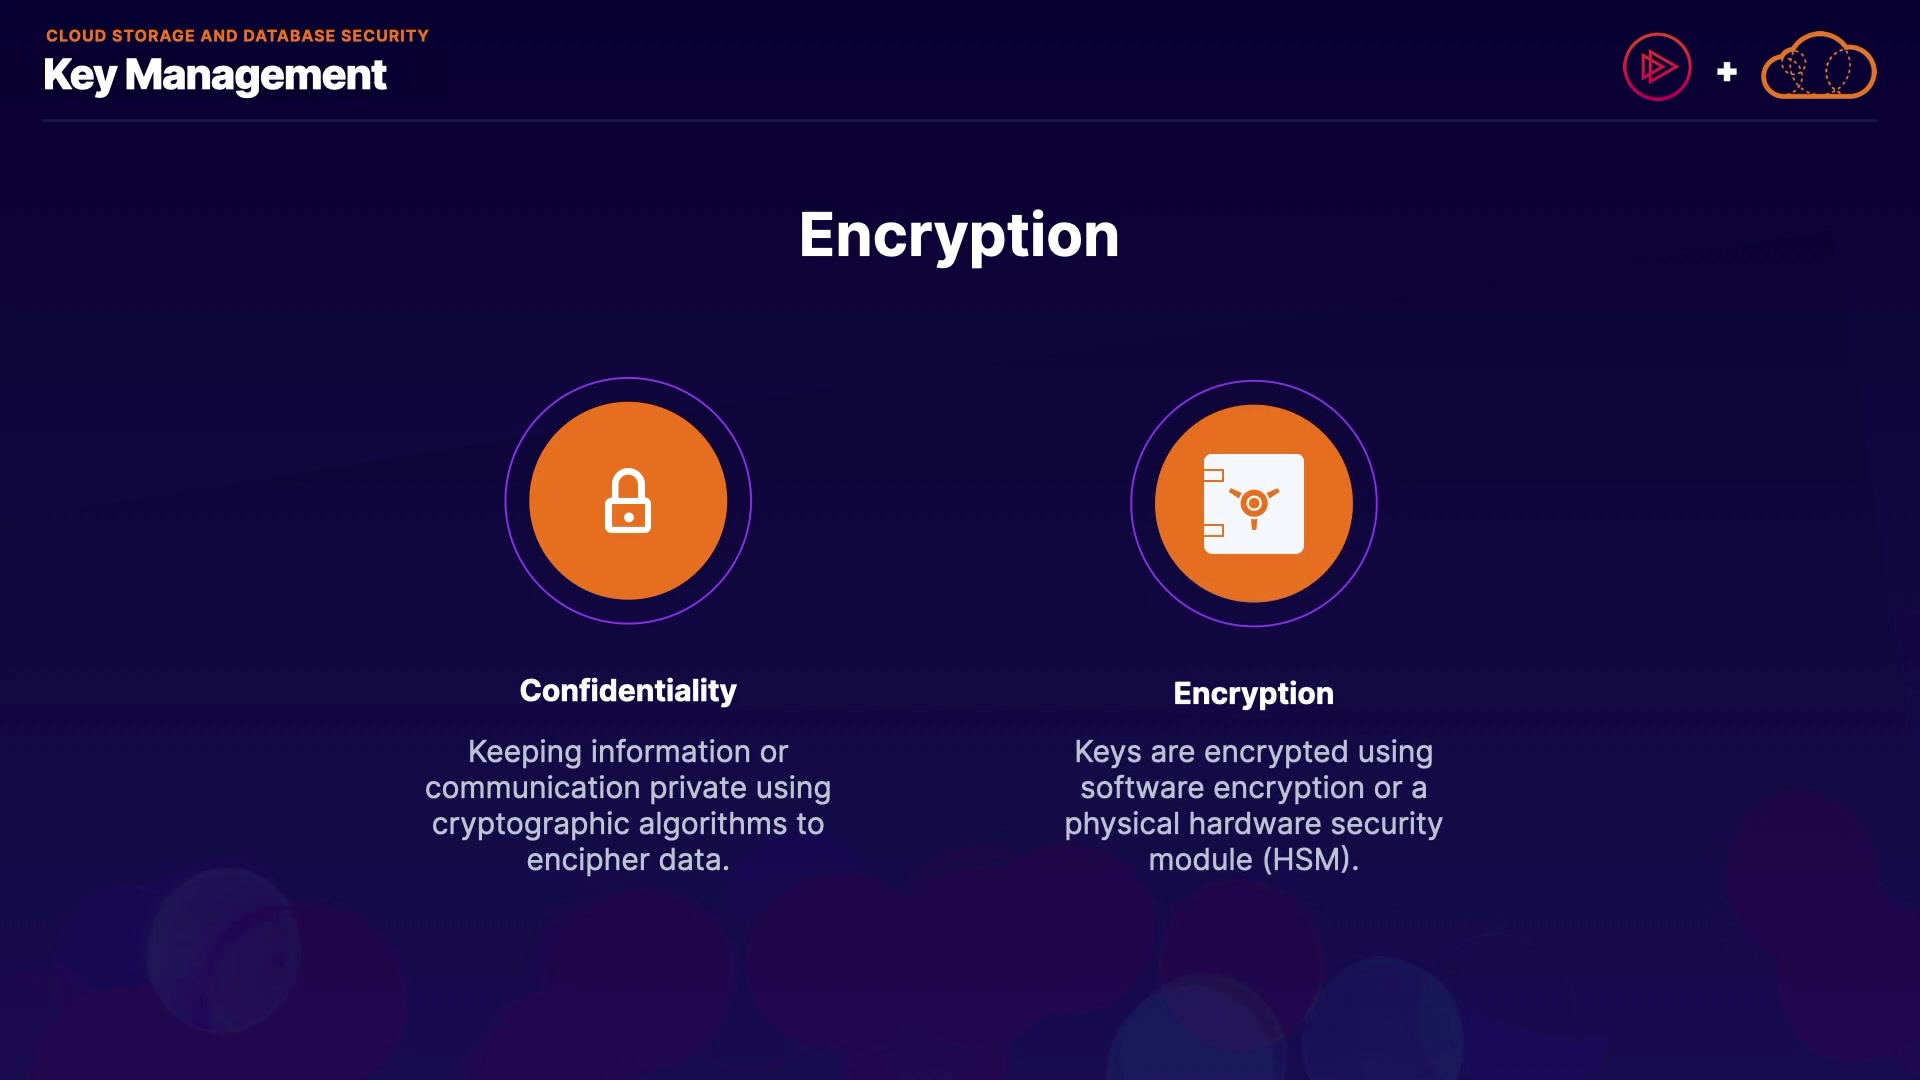 CLOUD STORAGE AND DATABASE SECURITY
Key Management
Encryption
Confidentiality
Keeping information or
communication private using
cryptographic algorithms to
encipher data.
Encryption
Keys are encrypted using
software encryption or a
physical hardware security
module (HSM).